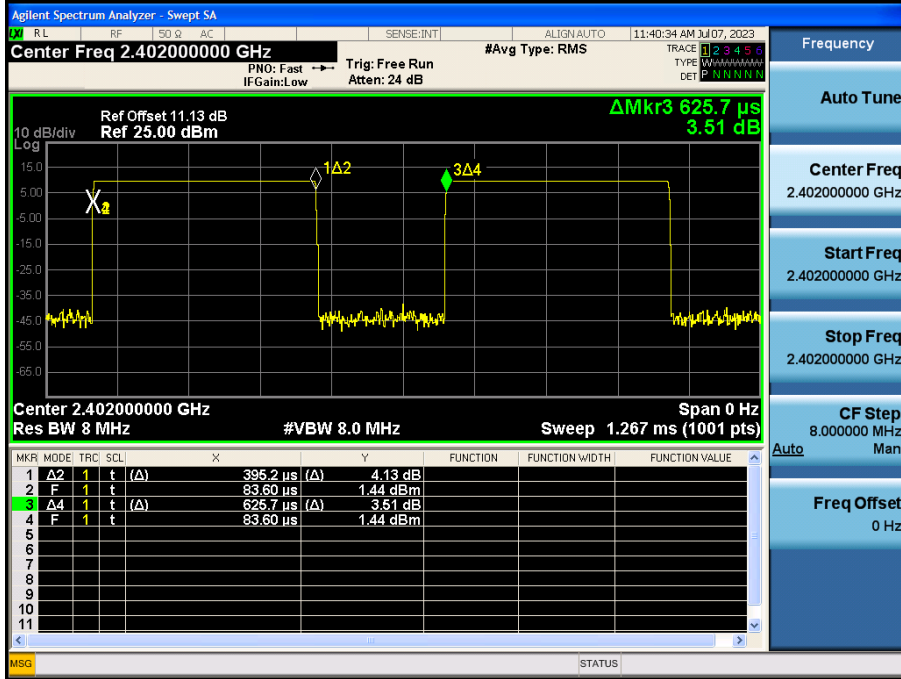 Agilent Spectrum Analyzer - Swept SA
LXI RL RF 50 Ω AC SENSE:INT ALIGN AUTO 11:40:34 AM Jul 07, 2023
Center Freq 2.402000000 GHz
#Avg Type: RMS
TRACE 1 2 3 4 5 6
TYPE W
DET P N N N N N
PNO: Fast
IFGain:Low
Trig: Free Run
Atten: 24 dB
ΔMkr3 625.7 µs
3.51 dB
Ref Offset 11.13 dB
10 dB/div Ref 25.00 dBm
Log
15.0
5.00
-5.00
-15.0
-25.0
-35.0
-45.0
-55.0
-65.0
1Δ2
3Δ4
Center 2.402000000 GHz Span 0 Hz
Res BW 8 MHz #VBW 8.0 MHz Sweep 1.267 ms (1001 pts)
MKR MODE TRC SCL X Y FUNCTION FUNCTION WIDTH FUNCTION VALUE
1 Δ2 1 t (Δ) 395.2 µs (Δ) 4.13 dB
2 F 1 t 83.60 µs 1.44 dBm
3 Δ4 1 t (Δ) 625.7 µs (Δ) 3.51 dB
4 F 1 t 83.60 µs 1.44 dBm
5
6
7
8
9
10
11
MSG STATUS
Frequency
Auto Tune
Center Freq
2.402000000 GHz
Start Freq
2.402000000 GHz
Stop Freq
2.402000000 GHz
CF Step
8.000000 MHz
Auto Man
Freq Offset
0 Hz